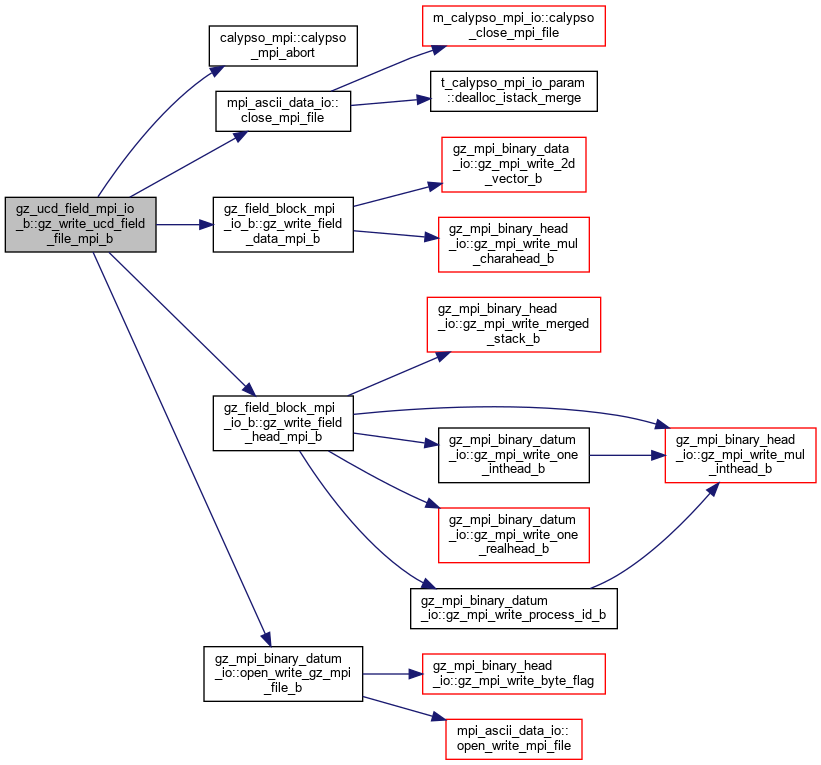 gz_ucd_field_mpi_io
_b::gz_write_ucd_field
_file_mpi_b
calypso_mpi::calypso
_mpi_abort
mpi_ascii_data_io::
close_mpi_file
m_calypso_mpi_io::calypso
_close_mpi_file
t_calypso_mpi_io_param
::dealloc_istack_merge
gz_field_block_mpi
_io_b::gz_write_field
_data_mpi_b
gz_mpi_binary_data
_io::gz_mpi_write_2d
_vector_b
gz_mpi_binary_head
_io::gz_mpi_write_mul
_charahead_b
gz_field_block_mpi
_io_b::gz_write_field
_head_mpi_b
gz_mpi_binary_head
_io::gz_mpi_write_merged
_stack_b
gz_mpi_binary_datum
_io::gz_mpi_write_one
_inthead_b
gz_mpi_binary_head
_io::gz_mpi_write_mul
_inthead_b
gz_mpi_binary_datum
_io::gz_mpi_write_one
_realhead_b
gz_mpi_binary_datum
_io::gz_mpi_write_process_id_b
gz_mpi_binary_datum
_io::open_write_gz_mpi
_file_b
gz_mpi_binary_head
_io::gz_mpi_write_byte_flag
mpi_ascii_data_io::
open_write_mpi_file